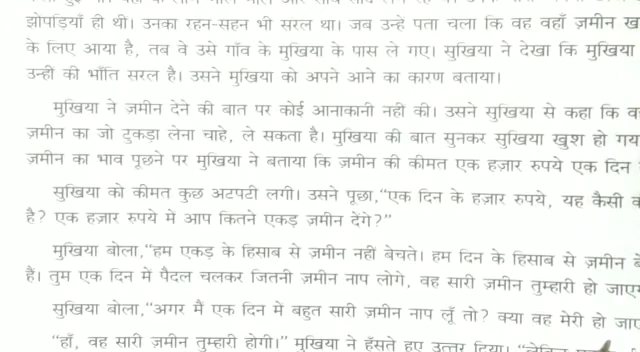 झोपड़ियाँ ही थीं। उनका रहन-सहन भी सरल था। जब उन्हें पता चला कि वह वहाँ ज़मीन
के लिए आया है, तब वे उसे गाँव के मुखिया के पास ले गए। सुखिया ने देखा कि मुखिया
उन्हीं की भाँति सरल है। उसने मुखिया को अपने आने का कारण बताया।
मुखिया ने ज़मीन देने की बात पर कोई आनाकानी नहीं की। उसने सुखिया से कहा कि
ज़मीन का जो टुकड़ा लेना चाहे, ले सकता है। मुखिया की बात सुनकर सुखिया खुश हो
ज़मीन का भाव पूछने पर मुखिया ने बताया कि ज़मीन की कीमत एक हज़ार रुपये एक दिन
सुखिया को कीमत कुछ अटपटी लगी। उसने पूछा,“एक दिन के हज़ार रुपये, यह कैसी
है? एक हज़ार रुपये में आप कितने एकड़ ज़मीन देंगे?”
मुखिया बोला,“हम एकड़ के हिसाब से ज़मीन नहीं बेचते। हम दिन के हिसाब से ज़मीन
हैं। तुम एक दिन में पैदल चलकर जितनी ज़मीन नाप लोगे, वह सारी ज़मीन तुम्हारी हो
सुखिया बोला,“अगर मैं एक दिन में बहुत सारी ज़मीन नाप लूँ तो? क्या वह मेरी हो
“हाँ, वह सारी ज़मीन तुम्हारी होगी।” मुखिया ने हँसते हुए उत्तर दिया।